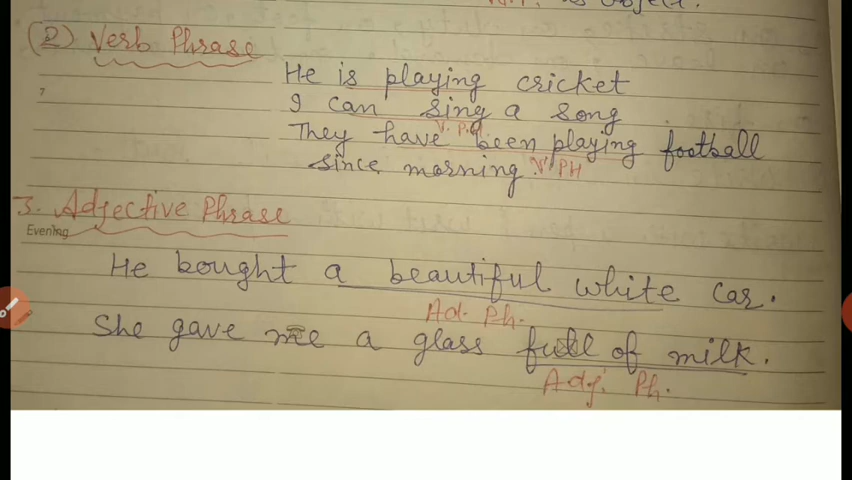 (2) Verb Phrase
He is playing cricket
I can sing a song
V. PH
They have been playing football
since morning V. PH
3. Adjective Phrase
Evening
He bought a beautiful white car.
Ad. Ph.
She gave me a glass full of milk.
Adj. Ph.